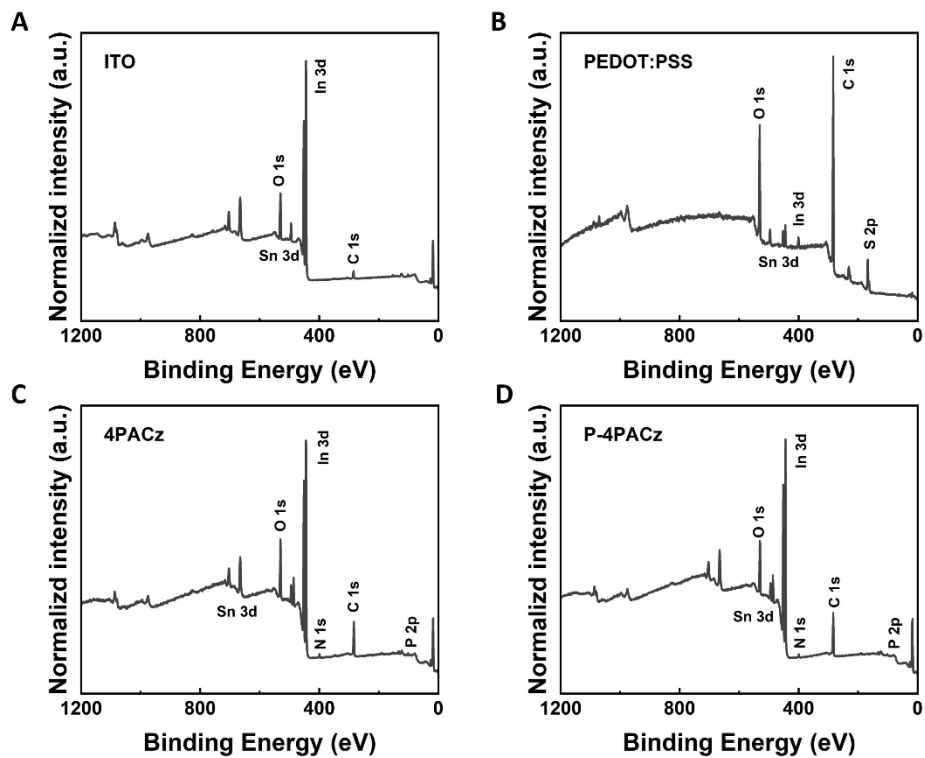 A
ITO
In 3d
O 1s
Sn 3d
C 1s
Normalizd intensity (a.u.)
1200 800 400 0
Binding Energy (eV)
B
PEDOT:PSS
C 1s
O 1s
In 3d
Sn 3d
S 2p
Normalizd intensity (a.u.)
1200 800 400 0
Binding Energy (eV)
C
4PACz
In 3d
O 1s
Sn 3d
N 1s
C 1s
P 2p
Normalizd intensity (a.u.)
1200 800 400 0
Binding Energy (eV)
D
P-4PACz
In 3d
O 1s
Sn 3d
N 1s
C 1s
P 2p
Normalizd intensity (a.u.)
1200 800 400 0
Binding Energy (eV)